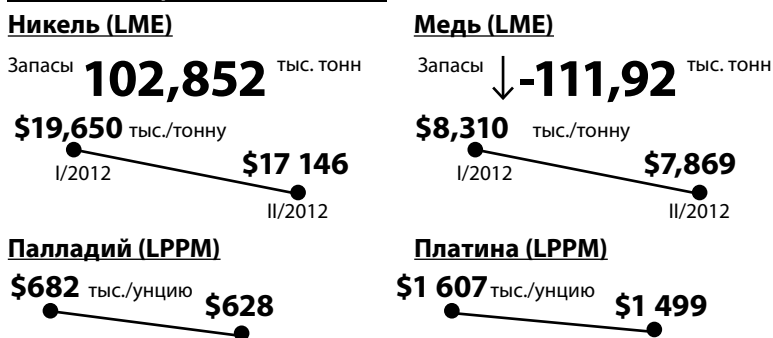 Никель (LME)
Запасы 102,852 тыс. тонн
$19,650 тыс./тонну
I/2012
$17 146
II/2012
Медь (LME)
Запасы ↓-111,92 тыс. тонн
$8,310 тыс./тонну
I/2012
$7,869
II/2012
Палладий (LPPM)
$682 тыс./унцию
$628
Платина (LPPM)
$1 607 тыс./унцию
$1 499